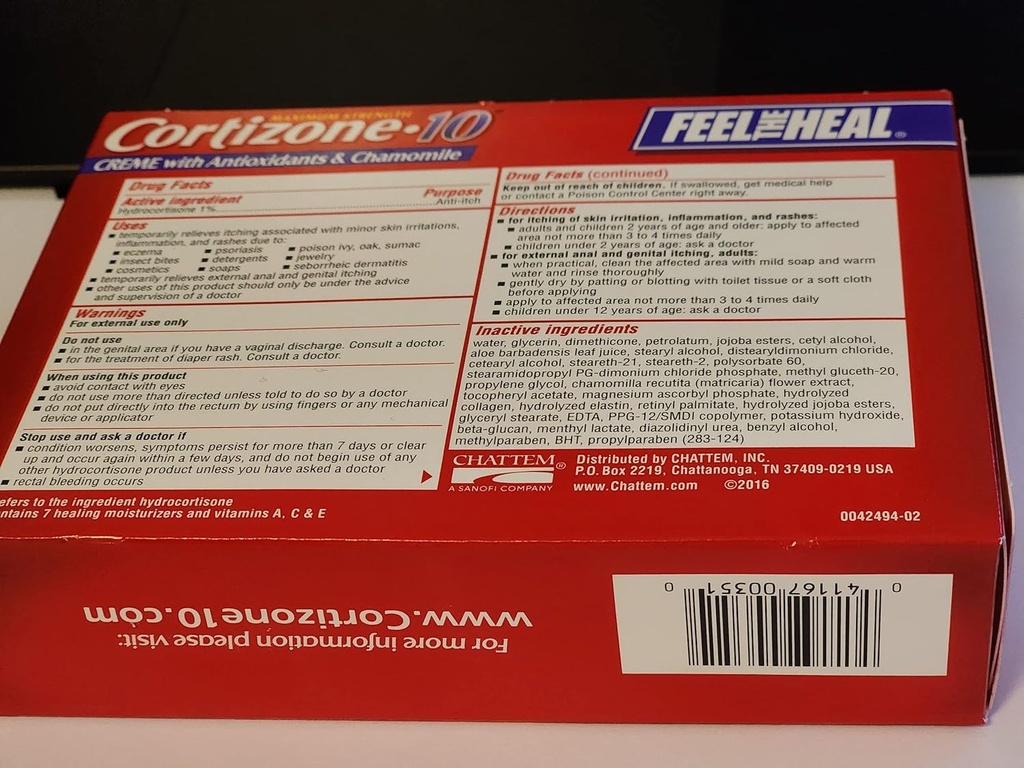 MAXIMUM STRENGTH
Cortizone•10
CREME with Antioxidants & Chamomile
FEEL THE HEAL®
Drug Facts
Active ingredient Purpose
Hydrocortisone 1%.......Anti-itch
Uses
▪ temporarily relieves itching associated with minor skin irritations,
inflammation, and rashes due to:
▪ eczema ▪ psoriasis ▪ poison ivy, oak, sumac
▪ insect bites ▪ detergents ▪ jewelry
▪ cosmetics ▪ soaps ▪ seborrheic dermatitis
▪ temporarily relieves external anal and genital itching
▪ other uses of this product should only be under the advice
and supervision of a doctor
Warnings
For external use only
Do not use
▪ in the genital area if you have a vaginal discharge. Consult a doctor.
▪ for the treatment of diaper rash. Consult a doctor.
When using this product
▪ avoid contact with eyes
▪ do not use more than directed unless told to do so by a doctor
▪ do not put directly into the rectum by using fingers or any mechanical
device or applicator
Stop use and ask a doctor if
▪ condition worsens, symptoms persist for more than 7 days or clear
up and occur again within a few days, and do not begin use of any
other hydrocortisone product unless you have asked a doctor
▪ rectal bleeding occurs
Drug Facts (continued)
Keep out of reach of children. If swallowed, get medical help
or contact a Poison Control Center right away.
Directions
▪ for itching of skin irritation, inflammation, and rashes:
▪ adults and children 2 years of age and older: apply to affected
area not more than 3 to 4 times daily
▪ children under 2 years of age: ask a doctor
▪ for external anal and genital itching, adults:
▪ when practical, clean the affected area with mild soap and warm
water and rinse thoroughly
▪ gently dry by patting or blotting with toilet tissue or a soft cloth
before applying
▪ apply to affected area not more than 3 to 4 times daily
▪ children under 12 years of age: ask a doctor
Inactive ingredients
water, glycerin, dimethicone, petrolatum, jojoba esters, cetyl alcohol,
aloe barbadensis leaf juice, stearyl alcohol, distearyldimonium chloride,
cetearyl alcohol, steareth-21, steareth-2, polysorbate 60,
stearamidopropyl PG-dimonium chloride phosphate, methyl gluceth-20,
propylene glycol, chamomilla recutita (matricaria) flower extract,
tocopheryl acetate, magnesium ascorbyl phosphate, hydrolyzed
collagen, hydrolyzed elastin, retinyl palmitate, hydrolyzed jojoba esters,
glyceryl stearate, EDTA, PPG-12/SMDI copolymer, potassium hydroxide,
beta-glucan, menthyl lactate, diazolidinyl urea, benzyl alcohol,
methylparaben, BHT, propylparaben (283-124)
CHATTEM®
A SANOFI COMPANY
Distributed by CHATTEM, INC.
P.O. Box 2219, Chattanooga, TN 37409-0219 USA
www.Chattem.com ©2016
efers to the ingredient hydrocortisone
ntains 7 healing moisturizers and vitamins A, C & E
0042494-02
For more information please visit:
www.Cortizone10.com
0 41167 00351 0